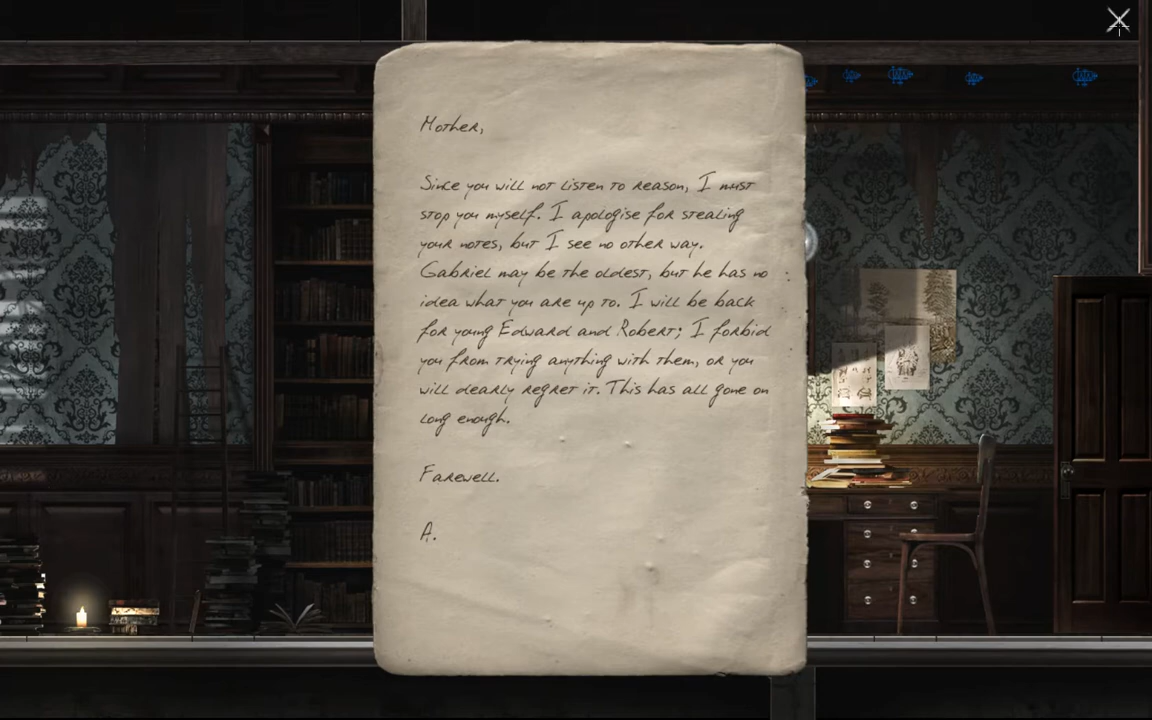 Mother,
Since you will not listen to reason, I must
stop you myself. I apologise for stealing
your notes, but I see no other way.
Gabriel may be the oldest, but he has no
idea what you are up to. I will be back
for young Edward and Robert; I forbid
you from trying anything with them, or you
will dearly regret it. This has all gone on
long enough.
Farewell.
A.